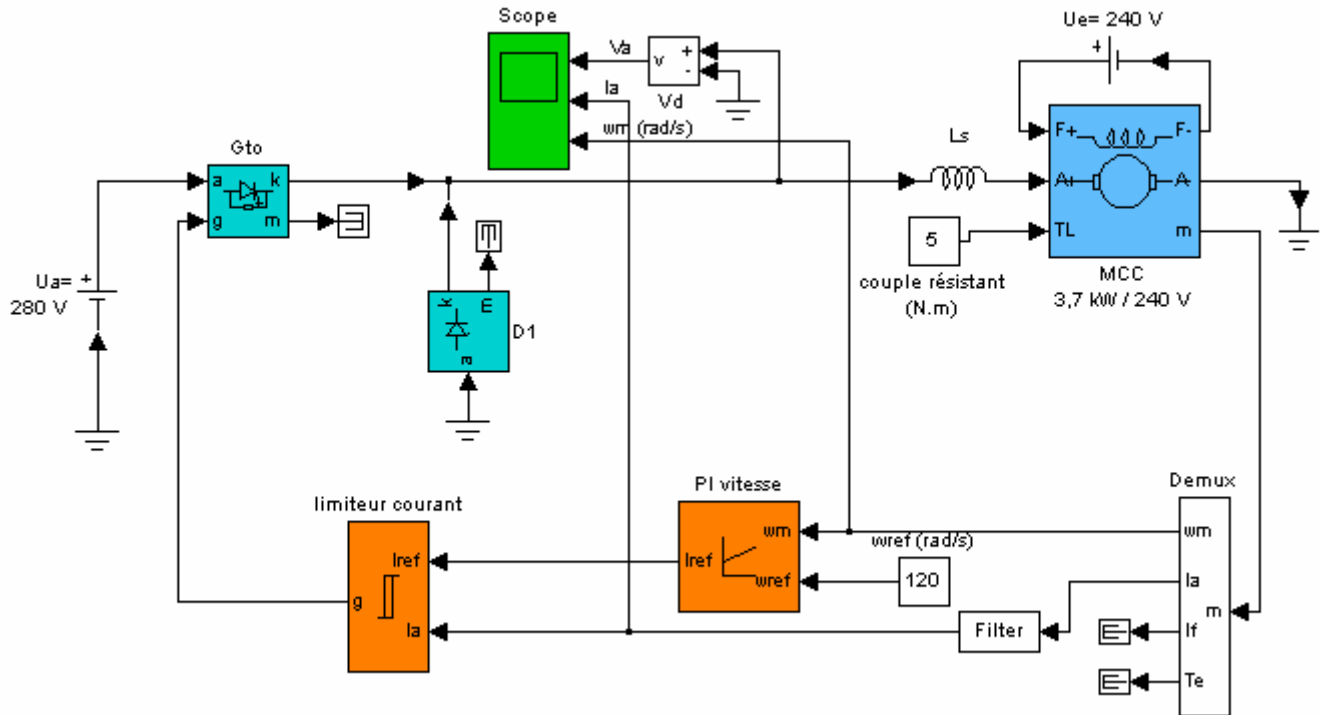 Scope
Ue= 240 V
+
Va
v
+
-
Ia
Vd
wm (rad/s)
Ls
F+
F-
Gto
a
k
g
m
A+
A-
TL
m
5
couple résistant
(N.m)
MCC
3,7 kW / 240 V
Ua=
+
280 V
k
m
a
D1
limiteur courant
PI vitesse
Demux
Iref
g
Ia
wm
Iref
wref
wref (rad/s)
120
wm
Ia
m
If
Te
Filter